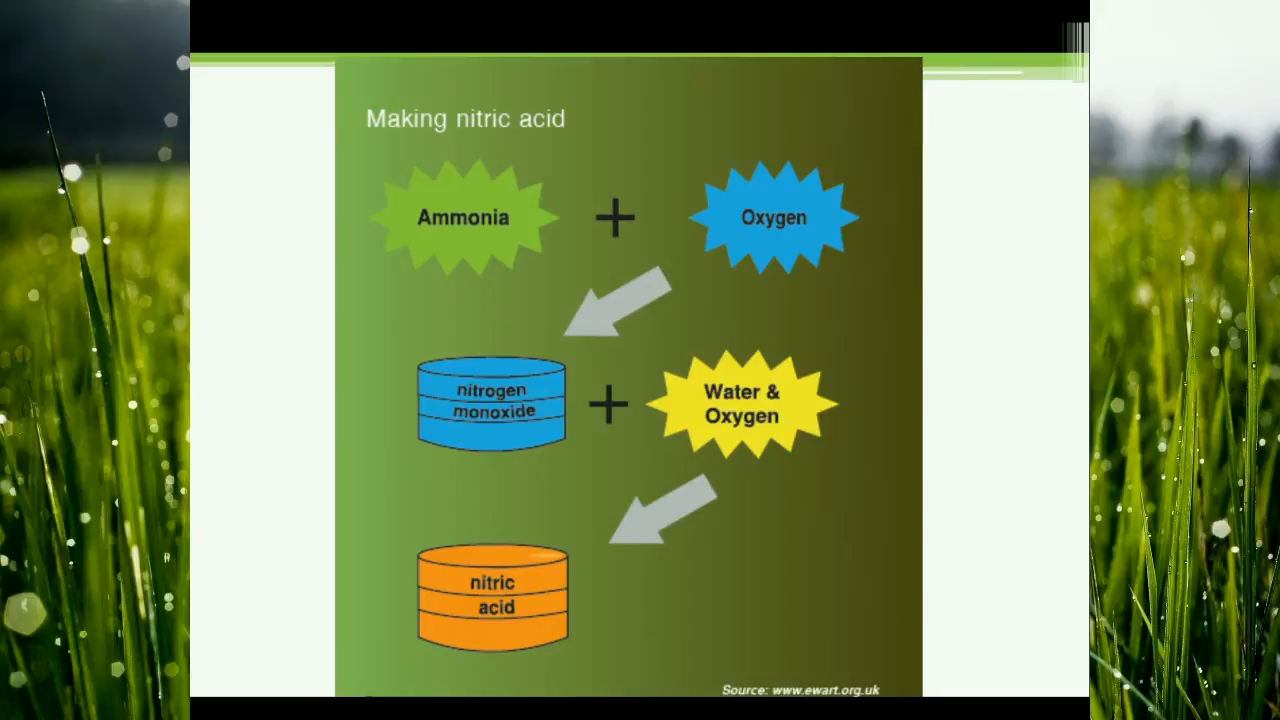 Making nitric acid
Ammonia + Oxygen
nitrogen
monoxide
+
Water &
Oxygen
nitric
acid
Source: www.ewart.org.uk